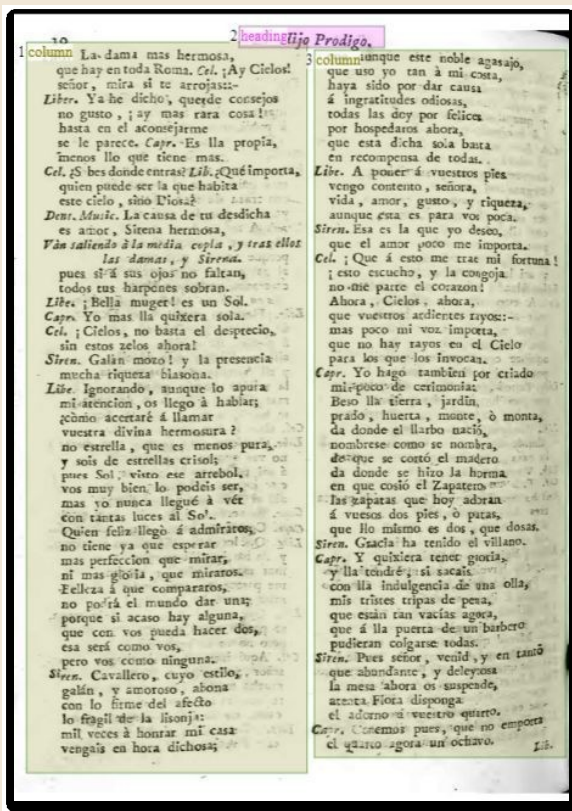 10
2 heading
Hijo Prodigo.
1 column
La dama mas hermosa,
que hay en toda Roma. Cel. ¡Ay Cielos!
señor, mira si te arrojas::-
Liber. Ya he dicho, que de consejos
no gusto, ¡ay mas rara cosa!
hasta en el aconsejarme
se le parece. Capr. Es lla propia,
menos llo que tiene mas.
Cel. ¿S bes donde entras? Lib. ¿Qué importa,
quien puede ser la que habita
este cielo, sino Diosa?
Dent. Music. La causa de tu desdicha
es amor, Sirena hermosa,
Vàn saliendo à la media copla, y tras ellos
las damas, y Sirena.
pues si á sus ojos no faltan,
todos tus harpones sobran.
Libe. ¡Bella muger! es un Sol.
Capr. Yo mas lla quixera sola.
Cel. ¡Cielos, no basta el desprecio,
sin estos zelos ahora!
Siren. Galán mozo! y la presencia
mucha riqueza blasona.
Libe. Ignorando, aunque lo apura
mi atencion, os llego à hablar;
¿còmo acertaré á llamar
vuestra divina hermosura?
no estrella, que es menos pura,
y sois de estrellas crisol;
pues Sol, visto ese arrebol,
vos muy bien lo podeis ser,
mas yo nunca llegué à vér
con tantas luces al Sol.
Quien feliz llegò á admiraros,
no tiene ya que esperar
mas perfeccion que mirar,
ni mas gloria, que miraros.
Belleza á que compararos,
no podrá el mundo dar una;
porque si acaso hay alguna,
que con vos pueda hacer dos,
esa será como vos,
pero vos como ninguna.
Siren. Cavallero, cuyo estilo,
galán, y amoroso, abona
con lo firme del afecto
lo fragil de la lisonja:
mil veces à honrar mi casa
vengais en hora dichosa;
3 column
aunque este noble agasajo,
que uso yo tan à mi costa,
haya sido por dar causa
á ingratitudes odiosas,
todas las doy por felices
por hospedaros ahora,
que esta dicha sola basta
en recompensa de todas.
Libe. A poner á vuestros pies
vengo contento, señora,
vida, amor, gusto, y riqueza,
aunque esta es para vos poca.
Siren. Esa es la que yo deseo,
que el amor poco me importa.
Cel. ¡Que á esto me trae mi fortuna!
¡esto escucho, y la congoja
no me parte el corazon!
Ahora, Cielos, ahora,
que vuestros ardientes rayos::-
mas poco mi voz importa,
que no hay rayos en el Cielo
para los que los invocan.
Capr. Yo hago tambien por criado
mi poco de cerimonia:
Beso lla tierra, jardin,
prado, huerta, monte, ò monta,
da donde el llarbo nació,
nombrese como se nombra,
de que se cortó el madero
da donde se hizo la horma
en que cosió el Zapatero
las zapatas que hoy adoran
á vuesos dos pies, ò patas,
que llo mismo es dos, que dosas.
Siren. Gracia ha tenido el villano.
Capr. Y quixiera tener gloria,
y lla tendré, si sacais
con lla indulgencia de una olla,
mis tristes tripas de pena,
que están tan vacías agora,
que á lla puerta de un barbero
pudieran colgarse todas.
Siren. Pues señor, venid, y en tanto
que abundante, y deleytosa
la mesa ahora os suspende,
atenta Flora disponga
el adorno á vuestro quarto.
Capr. Cenemos pues, que no emporta
el quarto agora un ochavo.
Lib.